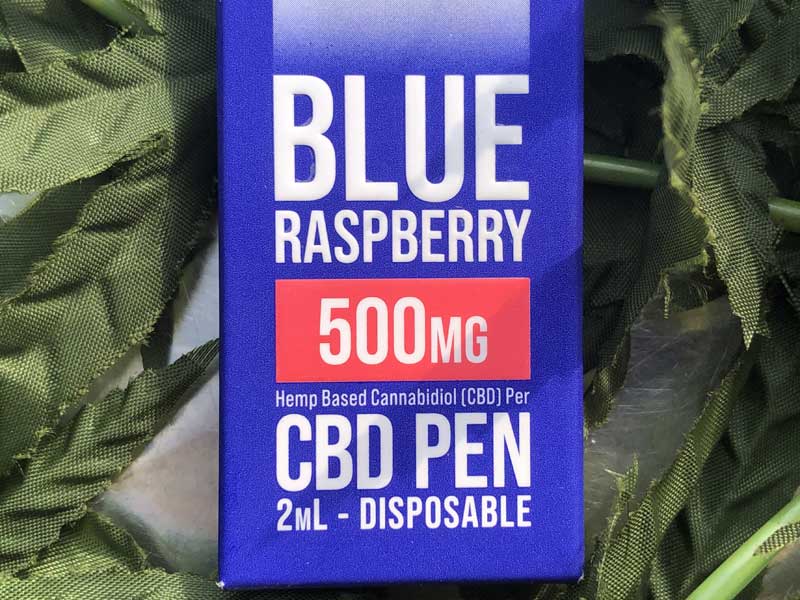 BLUE
RASPBERRY
500MG
Hemp Based Cannabidiol (CBD) Per
CBD PEN
2mL - DISPOSABLE